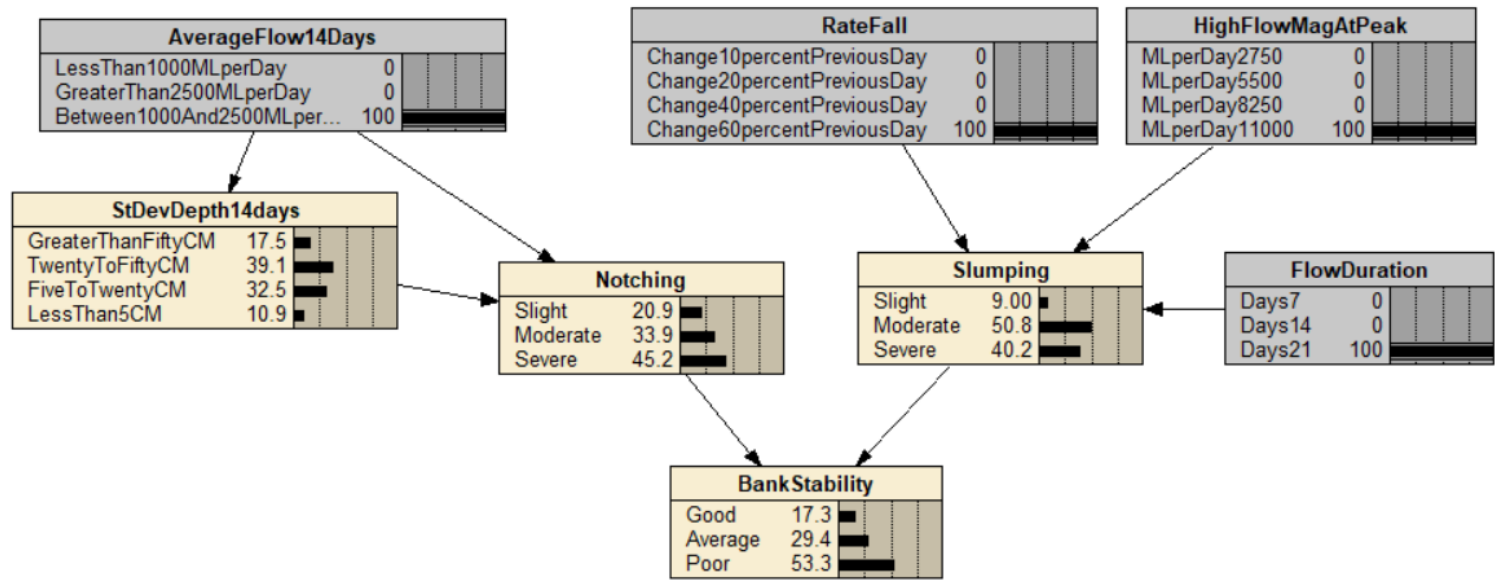 AverageFlow14Days
LessThan1000MLperDay 0
GreaterThan2500MLperDay 0
Between1000And2500MLper... 100
RateFall
Change10percentPreviousDay 0
Change20percentPreviousDay 0
Change40percentPreviousDay 0
Change60percentPreviousDay 100
HighFlowMagAtPeak
MLperDay2750 0
MLperDay5500 0
MLperDay8250 0
MLperDay11000 100
StDevDepth14days
GreaterThanFiftyCM 17.5
TwentyToFiftyCM 39.1
FiveToTwentyCM 32.5
LessThan5CM 10.9
Notching
Slight 20.9
Moderate 33.9
Severe 45.2
Slumping
Slight 9.00
Moderate 50.8
Severe 40.2
FlowDuration
Days7 0
Days14 0
Days21 100
BankStability
Good 17.3
Average 29.4
Poor 53.3